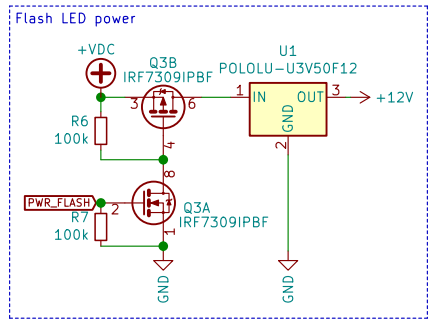 Flash LED power
+VDC
Q3B
IRF7309IPBF
U1
POLOLU-U3V50F12
3
6
1
IN
OUT
3
+12V
GND
2
R6
100k
4
8
PWR_FLASH
2
Q3A
IRF7309IPBF
R7
100k
1
GND
GND